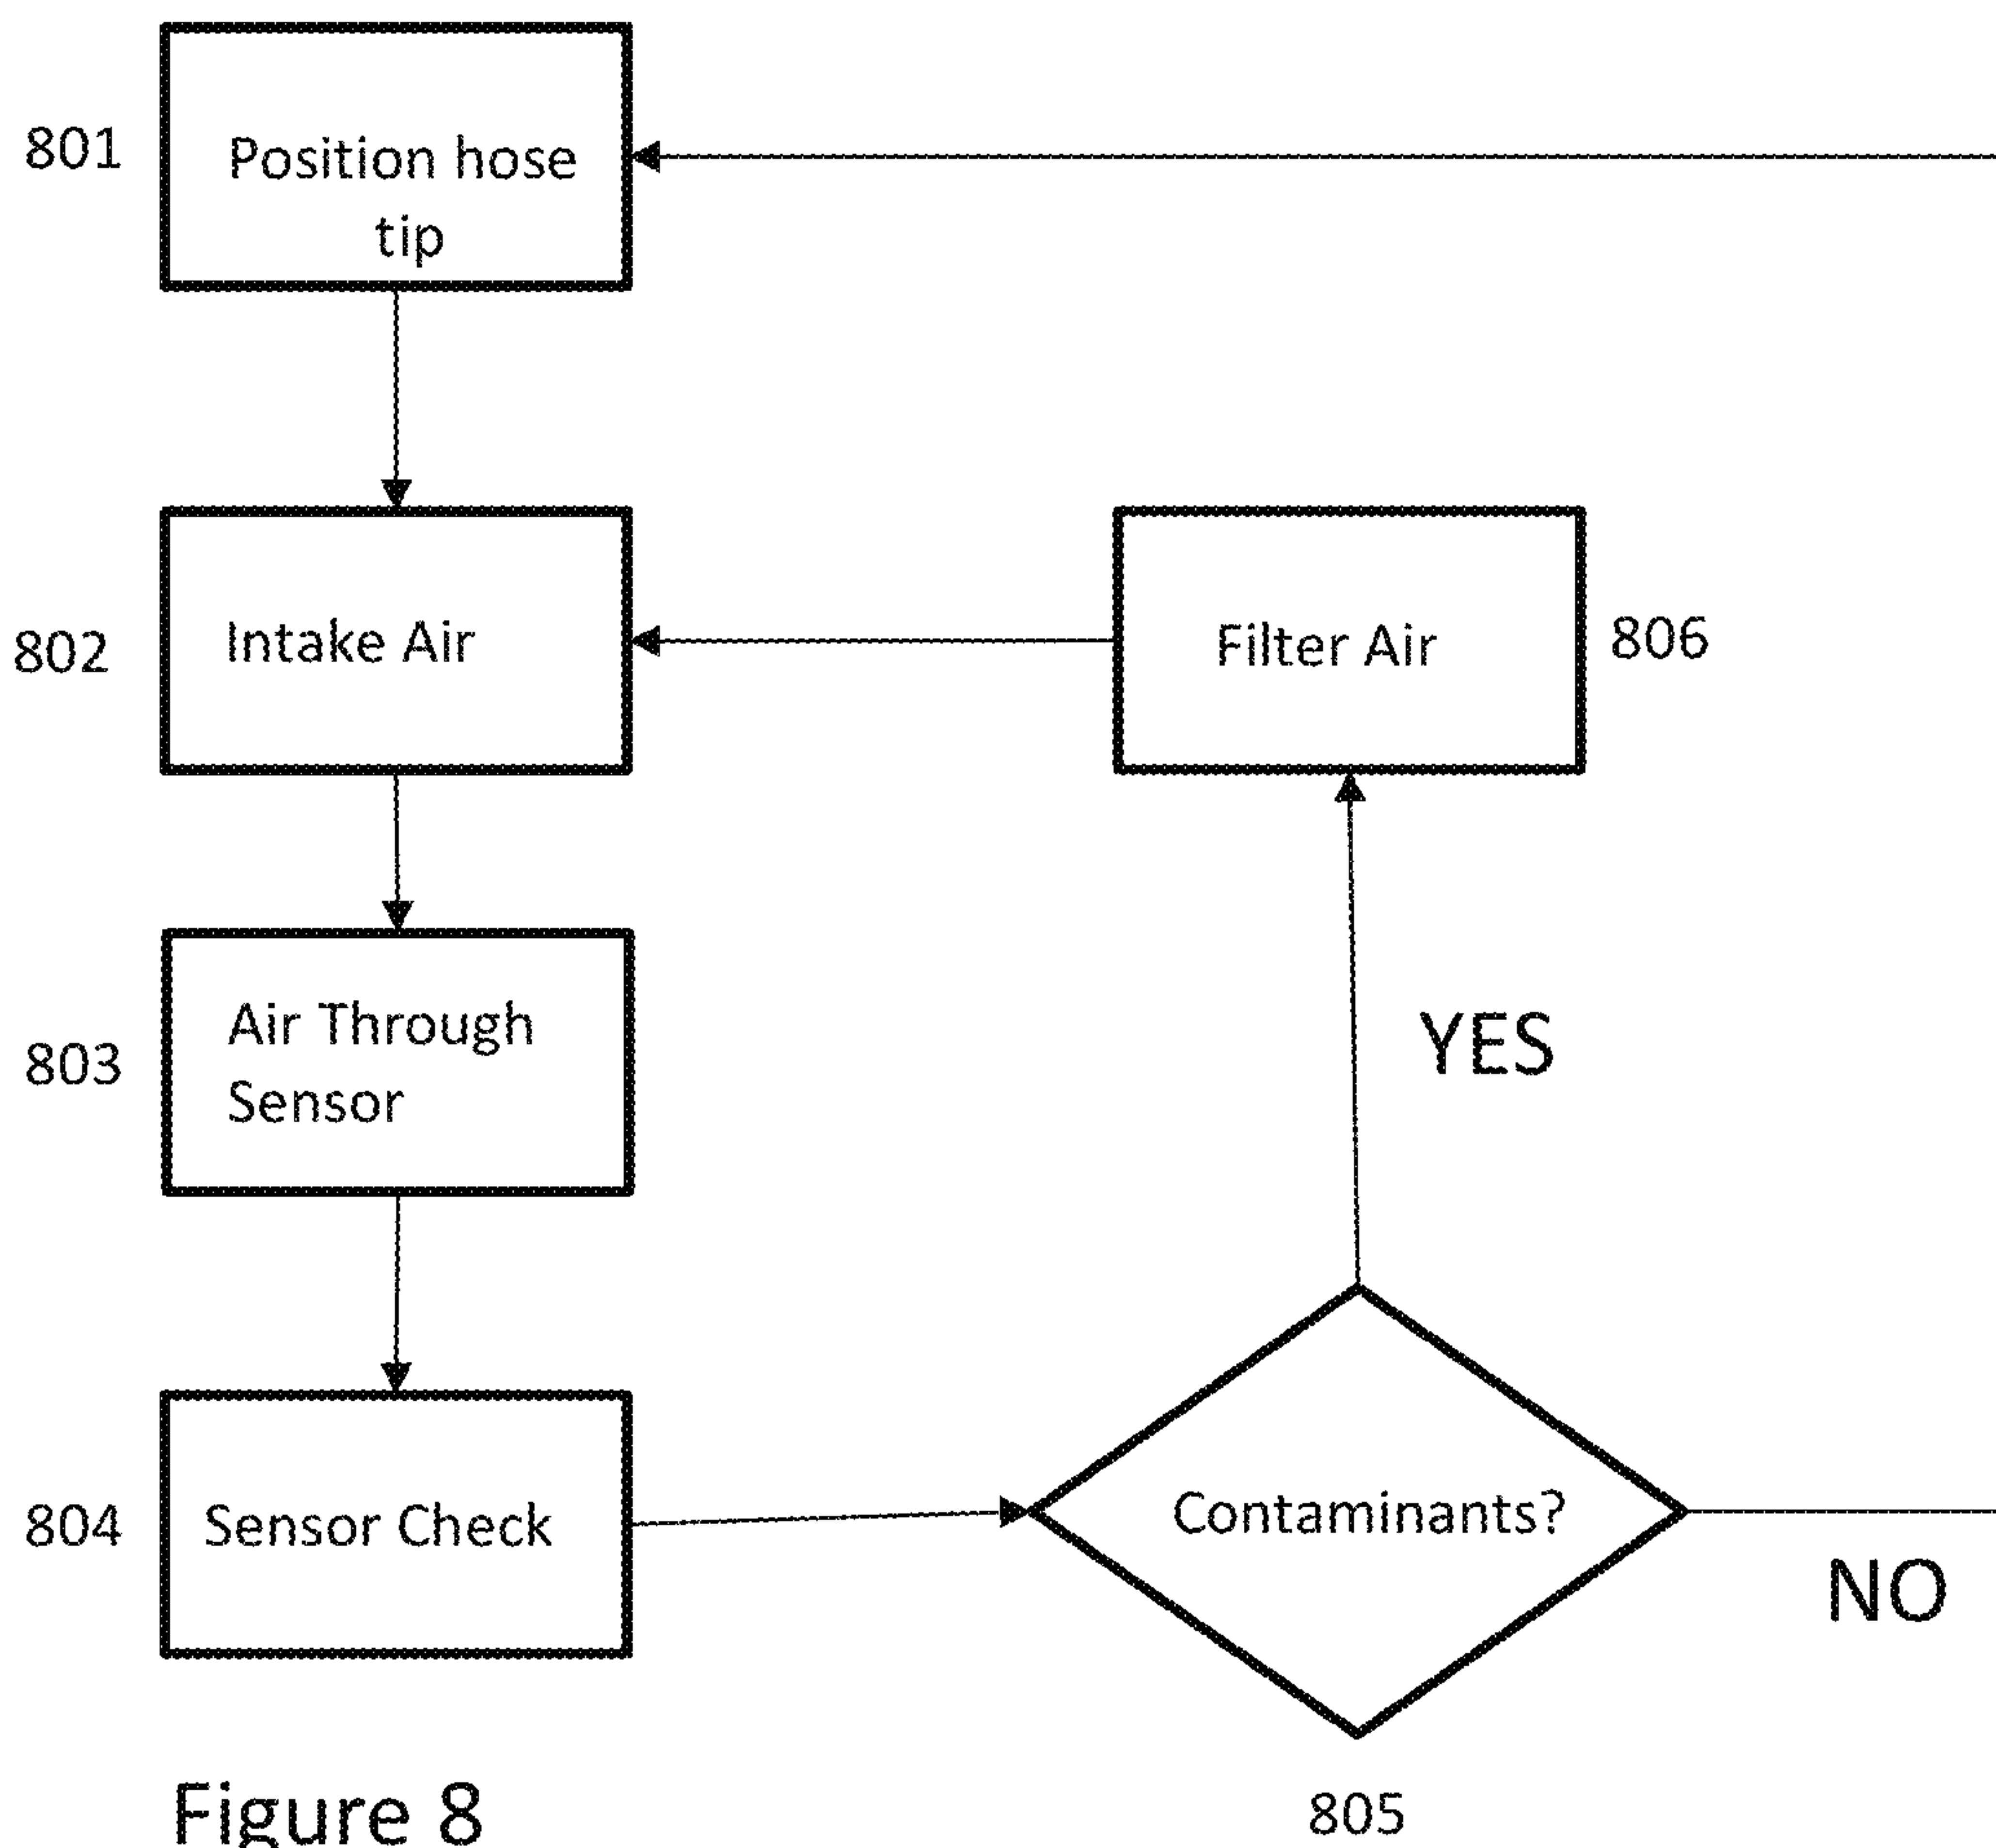 801
Position hose
tip
802
Intake Air
Filter Air
806
803
Air Through
Sensor
YES
804
Sensor Check
Contaminants?
NO
805
Figure 8